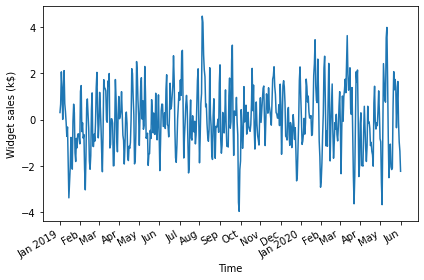 Widget sales (k$)
4
2
0
−2
−4
Jan 2019
Feb
Mar
Apr
May
Jun
Jul
Aug
Sep
Oct
Nov
Dec
Jan 2020
Feb
Mar
Apr
May
Jun
Time